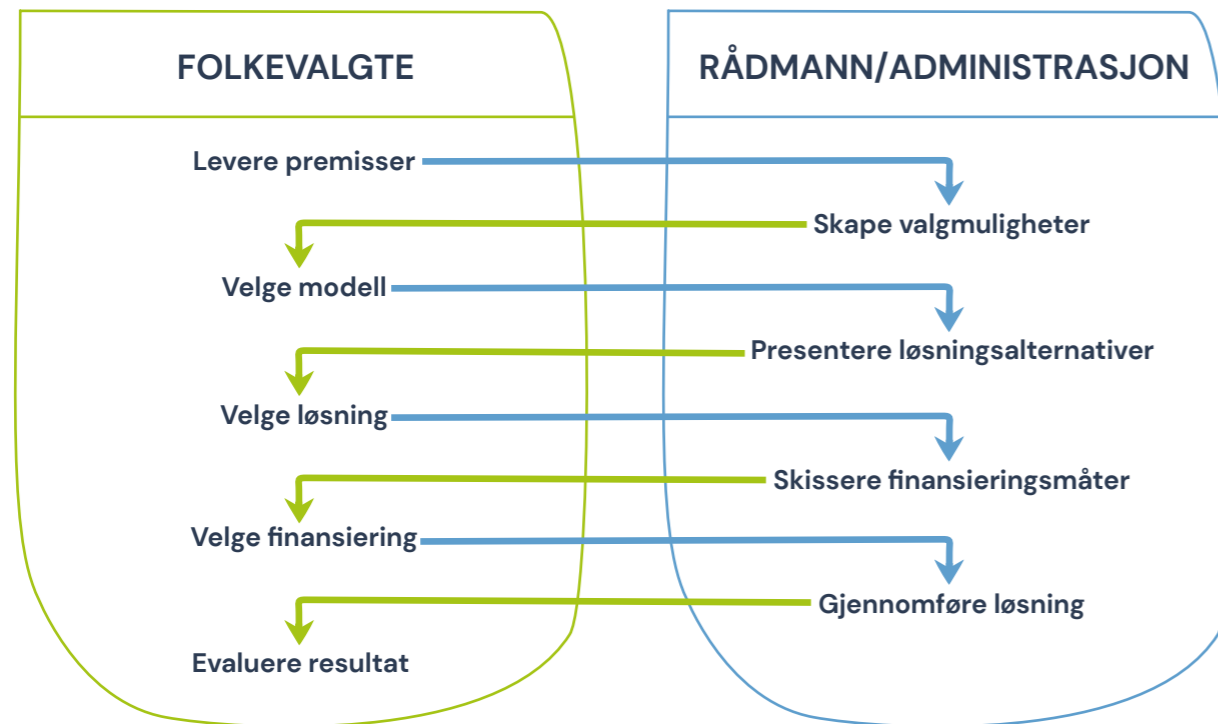 FOLKEVALGTE
RÅDMANN/ADMINISTRASJON
Levere premisser
Skape valgmuligheter
Velge modell
Presentere løsningsalternativer
Velge løsning
Skissere finansieringsmåter
Velge finansiering
Gjennomføre løsning
Evaluere resultat